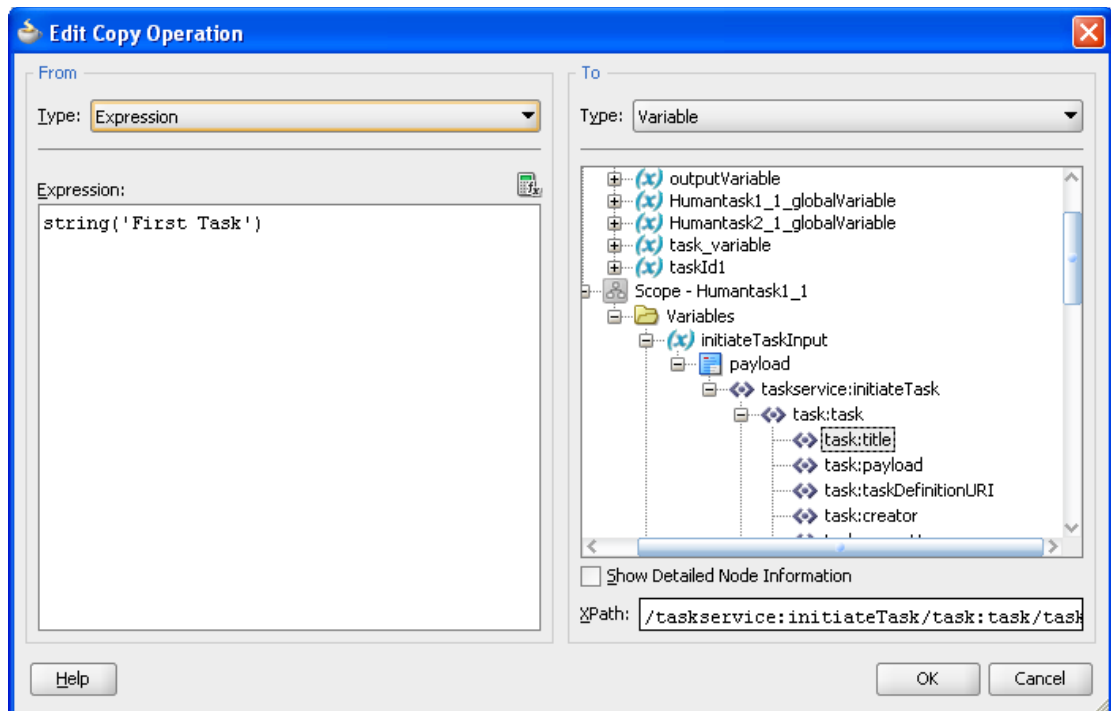 Edit Copy Operation
From
Type: Expression
Expression:
string('First Task')
To
Type: Variable
(x) outputVariable
(x) Humantask1_1_globalVariable
(x) Humantask2_1_globalVariable
(x) task_variable
(x) taskId1
Scope - Humantask1_1
Variables
(x) initiateTaskInput
payload
taskservice:initiateTask
task:task
task:title
task:payload
task:taskDefinitionURI
task:creator
Show Detailed Node Information
XPath: /taskservice:initiateTask/task:task/task
Help
OK
Cancel